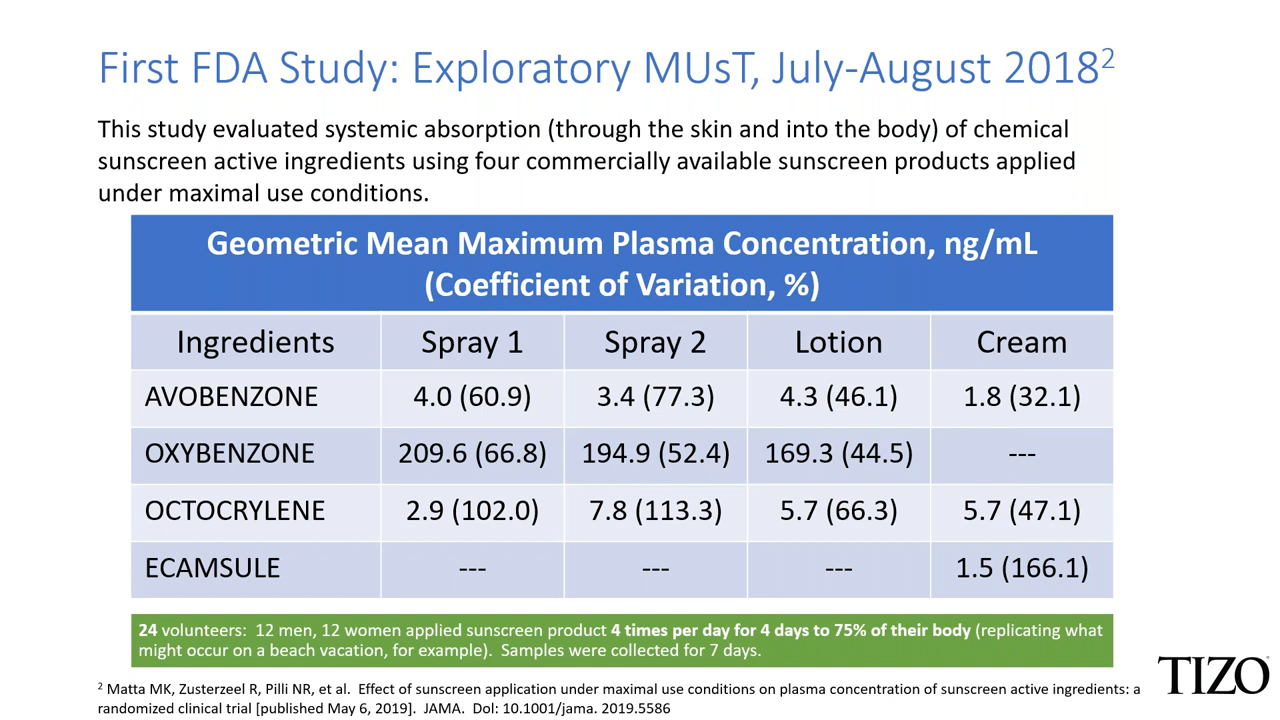 First FDA Study: Exploratory MUsT, July-August 2018²
This study evaluated systemic absorption (through the skin and into the body) of chemical
sunscreen active ingredients using four commercially available sunscreen products applied
under maximal use conditions.
Geometric Mean Maximum Plasma Concentration, ng/mL
(Coefficient of Variation, %)
Ingredients Spray 1 Spray 2 Lotion Cream
AVOBENZONE 4.0 (60.9) 3.4 (77.3) 4.3 (46.1) 1.8 (32.1)
OXYBENZONE 209.6 (66.8) 194.9 (52.4) 169.3 (44.5) ---
OCTOCRYLENE 2.9 (102.0) 7.8 (113.3) 5.7 (66.3) 5.7 (47.1)
ECAMSULE --- --- --- 1.5 (166.1)
24 volunteers: 12 men, 12 women applied sunscreen product 4 times per day for 4 days to 75% of their body (replicating what
might occur on a beach vacation, for example). Samples were collected for 7 days.
² Matta MK, Zusterzeel R, Pilli NR, et al. Effect of sunscreen application under maximal use conditions on plasma concentration of sunscreen active ingredients: a
randomized clinical trial [published May 6, 2019]. JAMA. Dol: 10.1001/jama. 2019.5586
TIZO